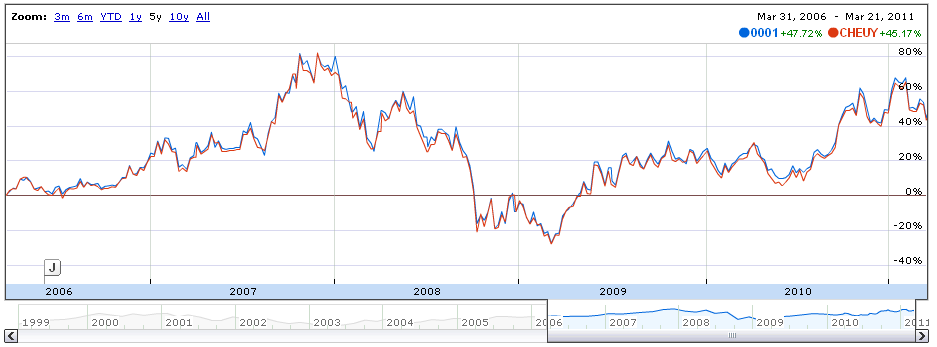 Zoom: 3m 6m YTD 1y 5y 10y All Mar 31, 2006 - Mar 21, 2011
0001 +47.72% CHEUY +45.17%
80%
60%
40%
20%
0%
-20%
-40%
J
2006 2007 2008 2009 2010
1999 2000 2001 2002 2003 2004 2005 2006 2007 2008 2009 2010 2011